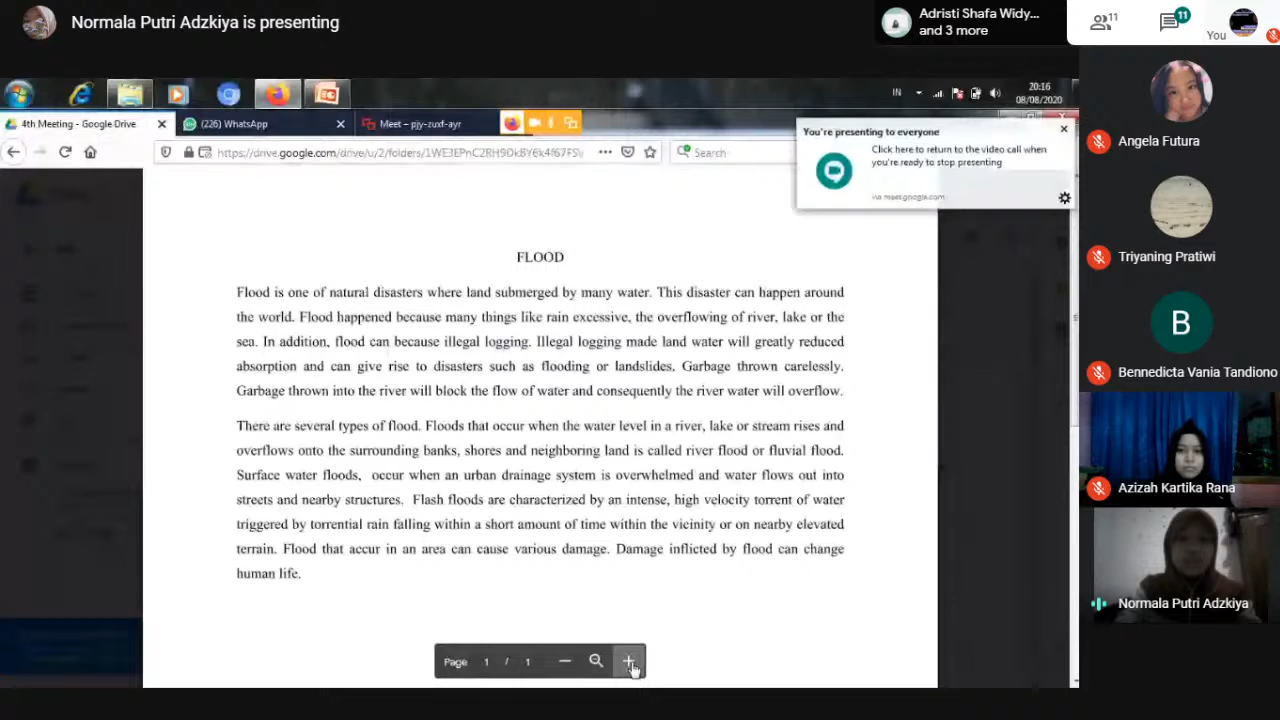 Normala Putri Adzkiya is presenting
Adristi Shafa Widy...
and 3 more
11
11
You
IN
20:16
08/08/2020
4th Meeting - Google Drive
(226) WhatsApp
Meet – pjy-zuxf-ayr
Search
You're presenting to everyone
Click here to return to the video call when
you're ready to stop presenting
via meet.google.com
FLOOD
Flood is one of natural disasters where land submerged by many water. This disaster can happen around
the world. Flood happened because many things like rain excessive, the overflowing of river, lake or the
sea. In addition, flood can because illegal logging. Illegal logging made land water will greatly reduced
absorption and can give rise to disasters such as flooding or landslides. Garbage thrown carelessly.
Garbage thrown into the river will block the flow of water and consequently the river water will overflow.
There are several types of flood. Floods that occur when the water level in a river, lake or stream rises and
overflows onto the surrounding banks, shores and neighboring land is called river flood or fluvial flood.
Surface water floods,  occur when an urban drainage system is overwhelmed and water flows out into
streets and nearby structures.  Flash floods are characterized by an intense, high velocity torrent of water
triggered by torrential rain falling within a short amount of time within the vicinity or on nearby elevated
terrain. Flood that accur in an area can cause various damage. Damage inflicted by flood can change
human life.
Page 1 / 1
Angela Futura
Triyaning Pratiwi
B
Bennedicta Vania Tandiono
Azizah Kartika Rana
Normala Putri Adzkiya